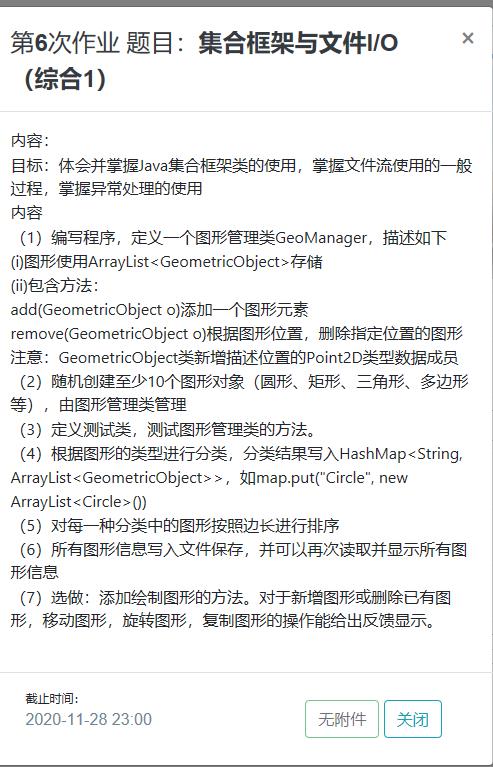 第6次作业 题目：集合框架与文件I/O
（综合1）
×
内容：
目标：体会并掌握Java集合框架类的使用，掌握文件流使用的一般
过程，掌握异常处理的使用
内容
（1）编写程序，定义一个图形管理类GeoManager，描述如下
(i)图形使用ArrayList<GeometricObject>存储
(ii)包含方法：
add(GeometricObject o)添加一个图形元素
remove(GeometricObject o)根据图形位置，删除指定位置的图形
注意：GeometricObject类新增描述位置的Point2D类型数据成员
（2）随机创建至少10个图形对象（圆形、矩形、三角形、多边形
等），由图形管理类管理
（3）定义测试类，测试图形管理类的方法。
（4）根据图形的类型进行分类，分类结果写入HashMap<String,
ArrayList<GeometricObject>>，如map.put("Circle", new
ArrayList<Circle>())
（5）对每一种分类中的图形按照边长进行排序
（6）所有图形信息写入文件保存，并可以再次读取并显示所有图
形信息
（7）选做：添加绘制图形的方法。对于新增图形或删除已有图
形，移动图形，旋转图形，复制图形的操作能给出反馈显示。
截止时间：
2020-11-28 23:00
无附件
关闭